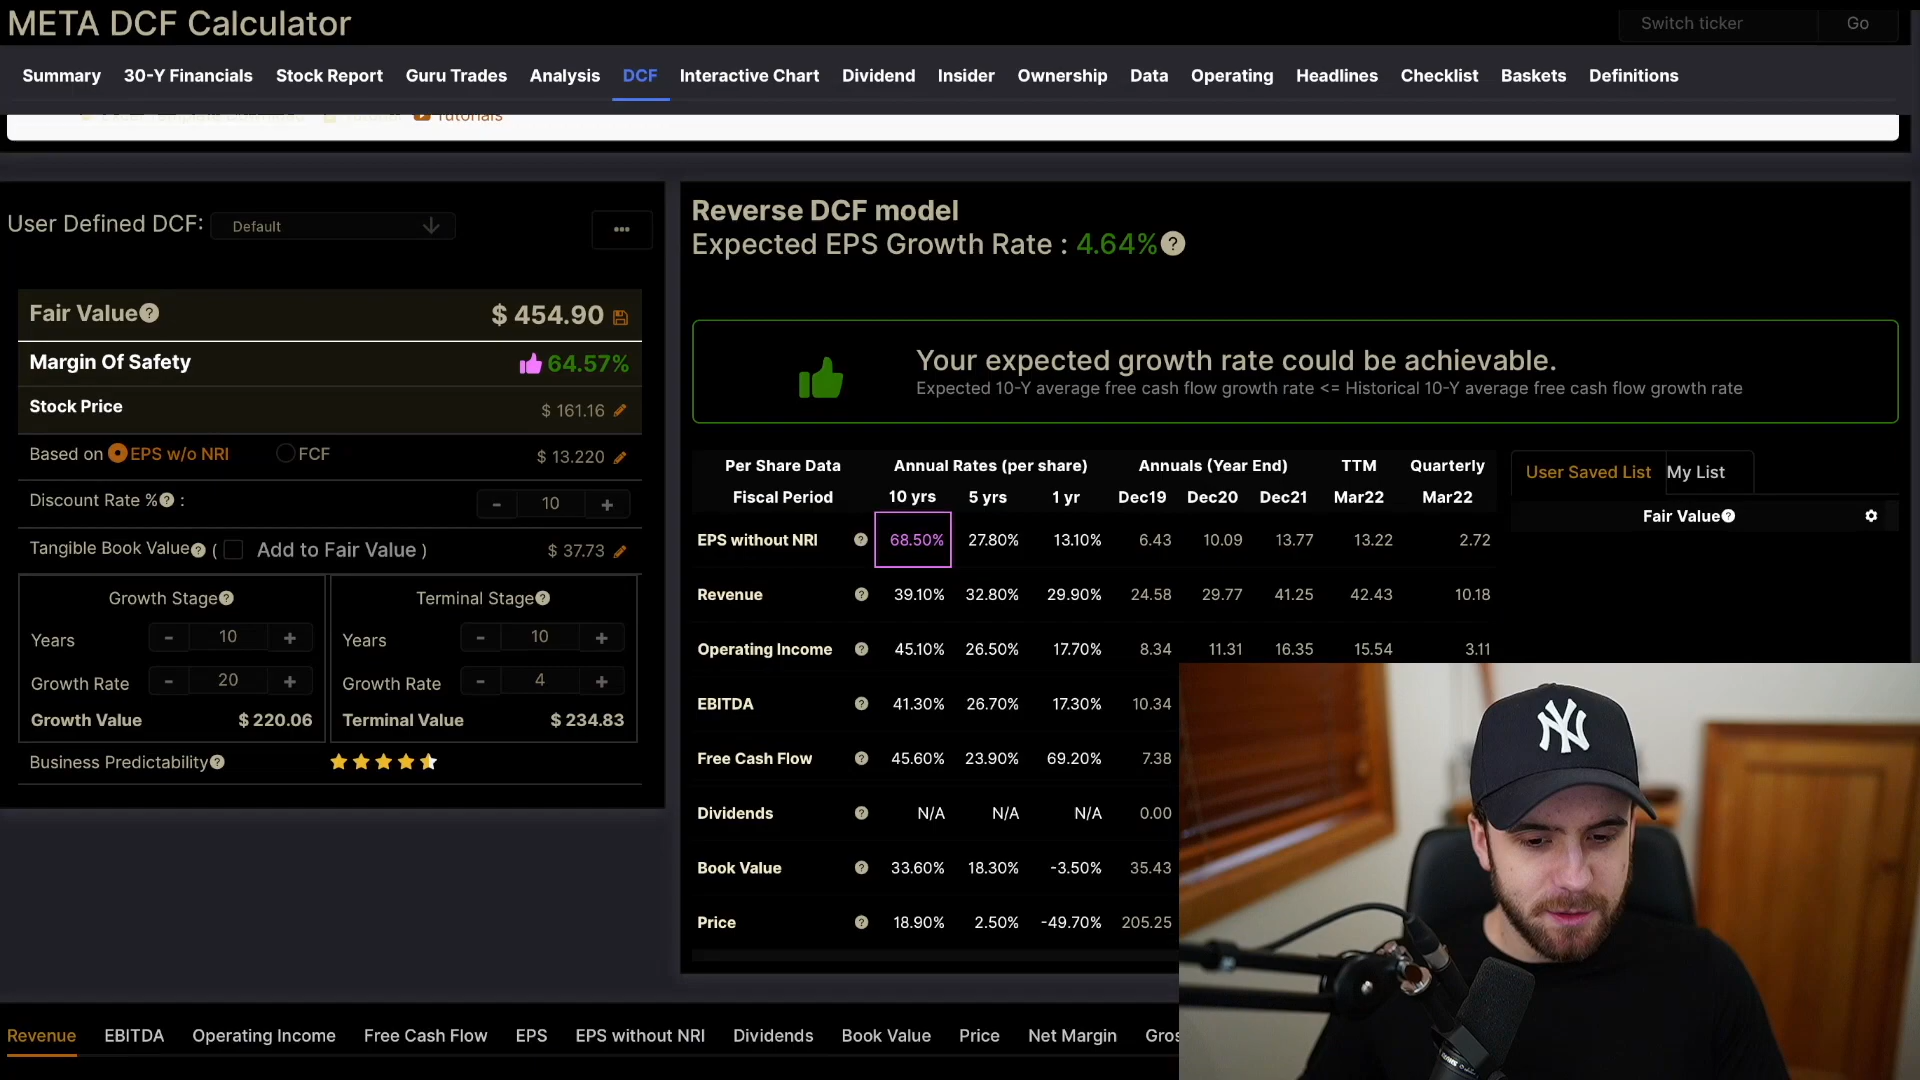 META DCF Calculator
Switch ticker Go
Summary 30-Y Financials Stock Report Guru Trades Analysis DCF Interactive Chart Dividend Insider Ownership Data Operating Headlines Checklist Baskets Definitions
Tutorials
User Defined DCF: Default ...
Fair Value? $ 454.90
Margin Of Safety 64.57%
Stock Price $ 161.16
Based on EPS w/o NRI FCF $ 13.220
Discount Rate %? : - 10 +
Tangible Book Value? ( Add to Fair Value ) $ 37.73
Growth Stage? Terminal Stage?
Years - 10 + Years - 10 +
Growth Rate - 20 + Growth Rate - 4 +
Growth Value $ 220.06 Terminal Value $ 234.83
Business Predictability?
Reverse DCF model
Expected EPS Growth Rate : 4.64%?
Your expected growth rate could be achievable.
Expected 10-Y average free cash flow growth rate <= Historical 10-Y average free cash flow growth rate
Per Share Data Annual Rates (per share) Annuals (Year End) TTM Quarterly
Fiscal Period 10 yrs 5 yrs 1 yr Dec19 Dec20 Dec21 Mar22 Mar22
EPS without NRI ? 68.50% 27.80% 13.10% 6.43 10.09 13.77 13.22 2.72
Revenue ? 39.10% 32.80% 29.90% 24.58 29.77 41.25 42.43 10.18
Operating Income ? 45.10% 26.50% 17.70% 8.34 11.31 16.35 15.54 3.11
EBITDA ? 41.30% 26.70% 17.30% 10.34
Free Cash Flow ? 45.60% 23.90% 69.20% 7.38
Dividends ? N/A N/A N/A 0.00
Book Value ? 33.60% 18.30% -3.50% 35.43
Price ? 18.90% 2.50% -49.70% 205.25
User Saved List My List
Fair Value?
NY
Revenue EBITDA Operating Income Free Cash Flow EPS EPS without NRI Dividends Book Value Price Net Margin Gros